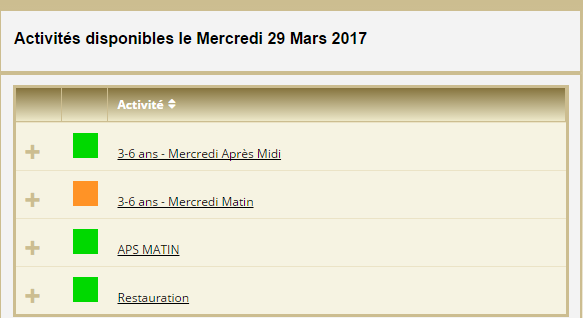 Activités disponibles le Mercredi 29 Mars 2017
Activité
3-6 ans - Mercredi Après Midi
3-6 ans - Mercredi Matin
APS MATIN
Restauration